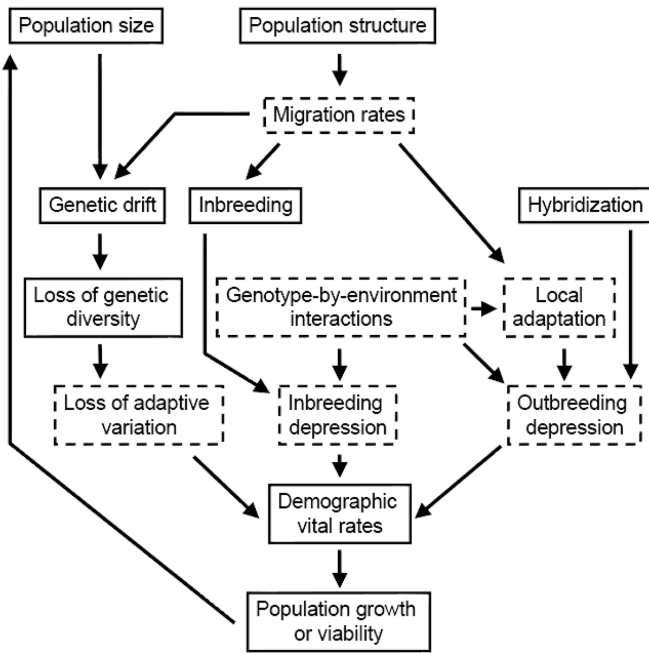 Population size
Population structure
Migration rates
Genetic drift
Inbreeding
Hybridization
Loss of genetic
diversity
Genotype-by-environment
interactions
Local
adaptation
Loss of adaptive
variation
Inbreeding
depression
Outbreeding
depression
Demographic
vital rates
Population growth
or viability